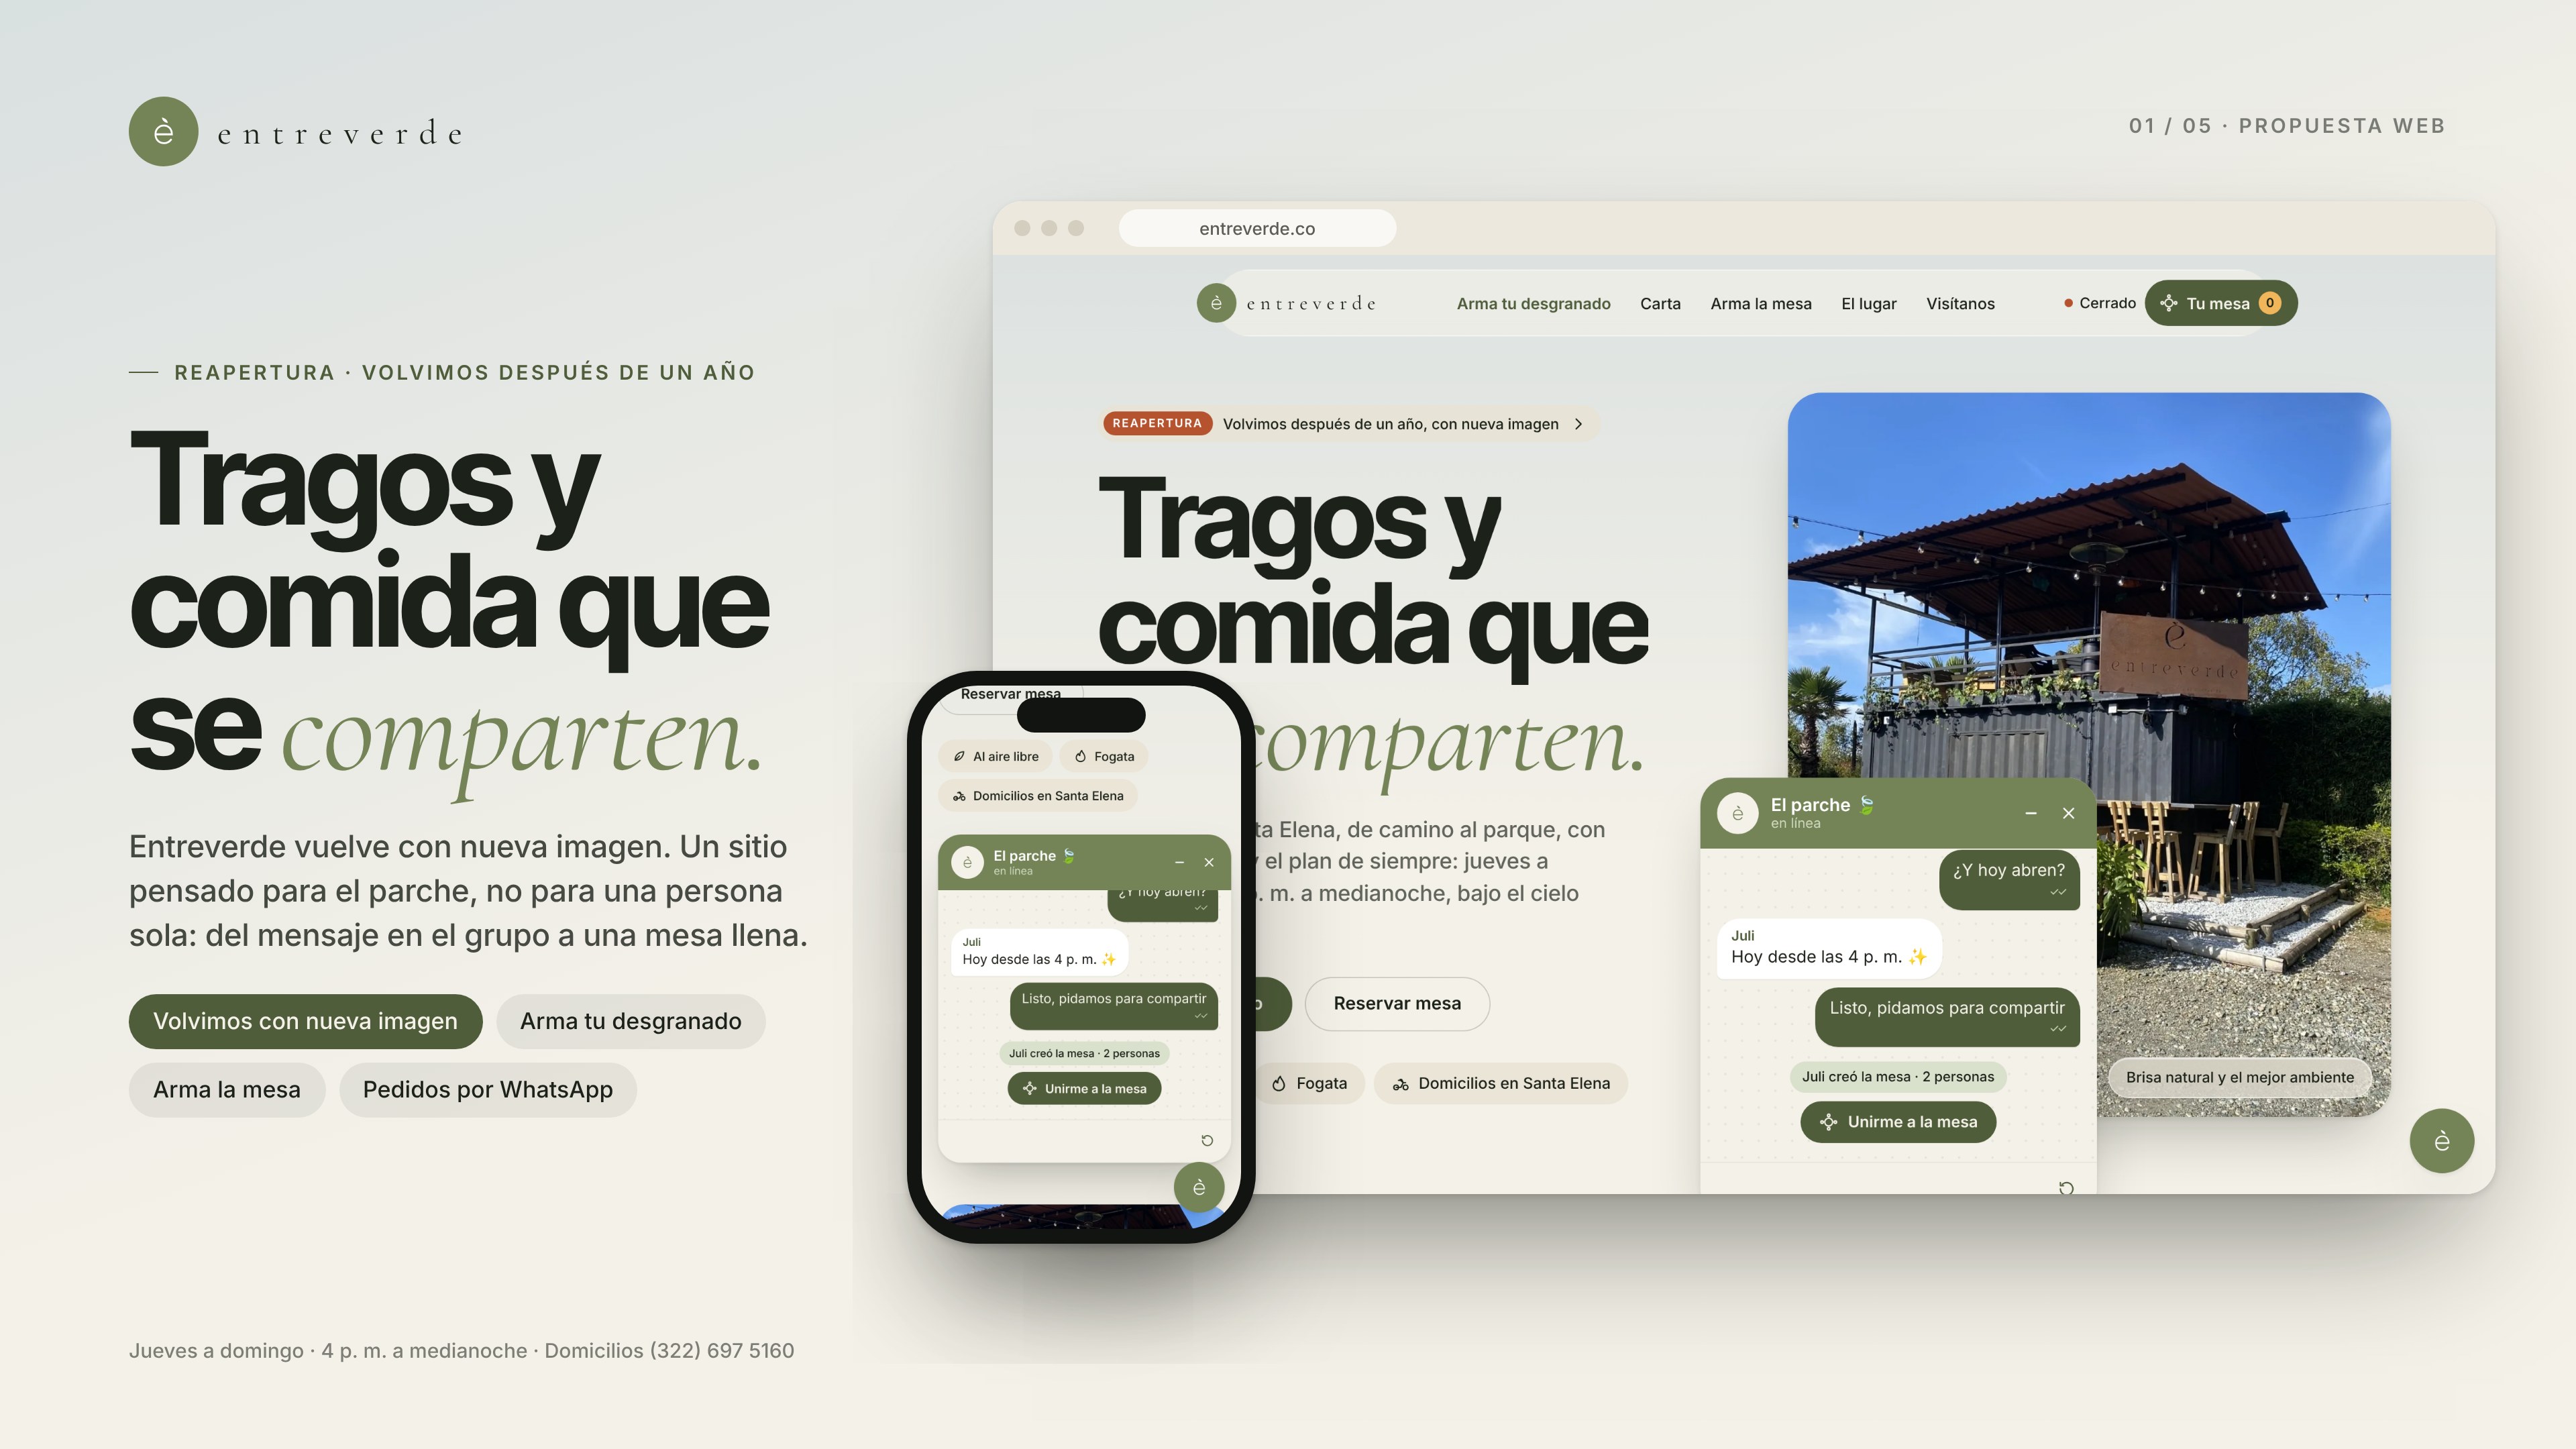 è entreverde
01 / 05 · PROPUESTA WEB
REAPERTURA · VOLVIMOS DESPUÉS DE UN AÑO
Tragos y
comida que
se comparten.
Entreverde vuelve con nueva imagen. Un sitio
pensado para el parche, no para una persona
sola: del mensaje en el grupo a una mesa llena.
Volvimos con nueva imagen
Arma tu desgranado
Arma la mesa
Pedidos por WhatsApp
Jueves a domingo · 4 p. m. a medianoche · Domicilios (322) 697 5160
entreverde.co
è entreverde
Arma tu desgranado
Carta
Arma la mesa
El lugar
Visítanos
Cerrado
Tu mesa 0
REAPERTURA Volvimos después de un año, con nueva imagen
Tragos y
comida que
comparten.
Elena, de camino al parque, con
el plan de siempre: jueves a
m. a medianoche, bajo el cielo
Reservar mesa
Fogata
Domicilios en Santa Elena
è
entreverde
Brisa natural y el mejor ambiente
è
è
El parche 🍃
en línea
¿Y hoy abren?
Juli
Hoy desde las 4 p. m. ✨
Listo, pidamos para compartir
Juli creó la mesa · 2 personas
Unirme a la mesa
Reservar mesa
Al aire libre
Fogata
Domicilios en Santa Elena
è
El parche 🍃
en línea
¿Y hoy abren?
Juli
Hoy desde las 4 p. m. ✨
Listo, pidamos para compartir
Juli creó la mesa · 2 personas
Unirme a la mesa
è